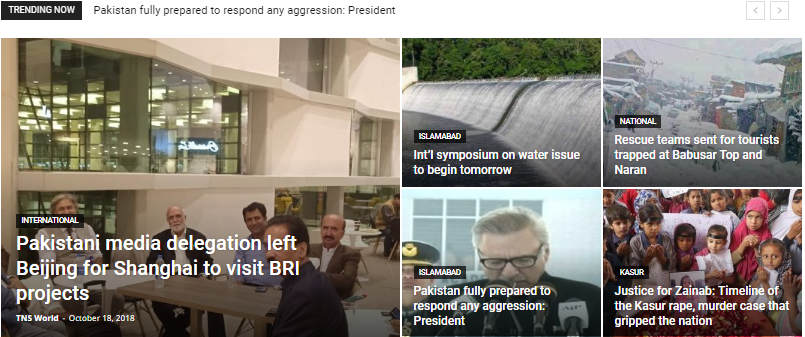 TRENDING NOW
Pakistan fully prepared to respond any aggression: President
INTERNATIONAL
Pakistani media delegation left
Beijing for Shanghai to visit BRI
projects
TNS World - October 18, 2018
ISLAMABAD
Int'l symposium on water issue
to begin tomorrow
NATIONAL
Rescue teams sent for tourists
trapped at Babusar Top and
Naran
ISLAMABAD
Pakistan fully prepared to
respond any aggression:
President
KASUR
Justice for Zainab: Timeline of
the Kasur rape, murder case that
gripped the nation